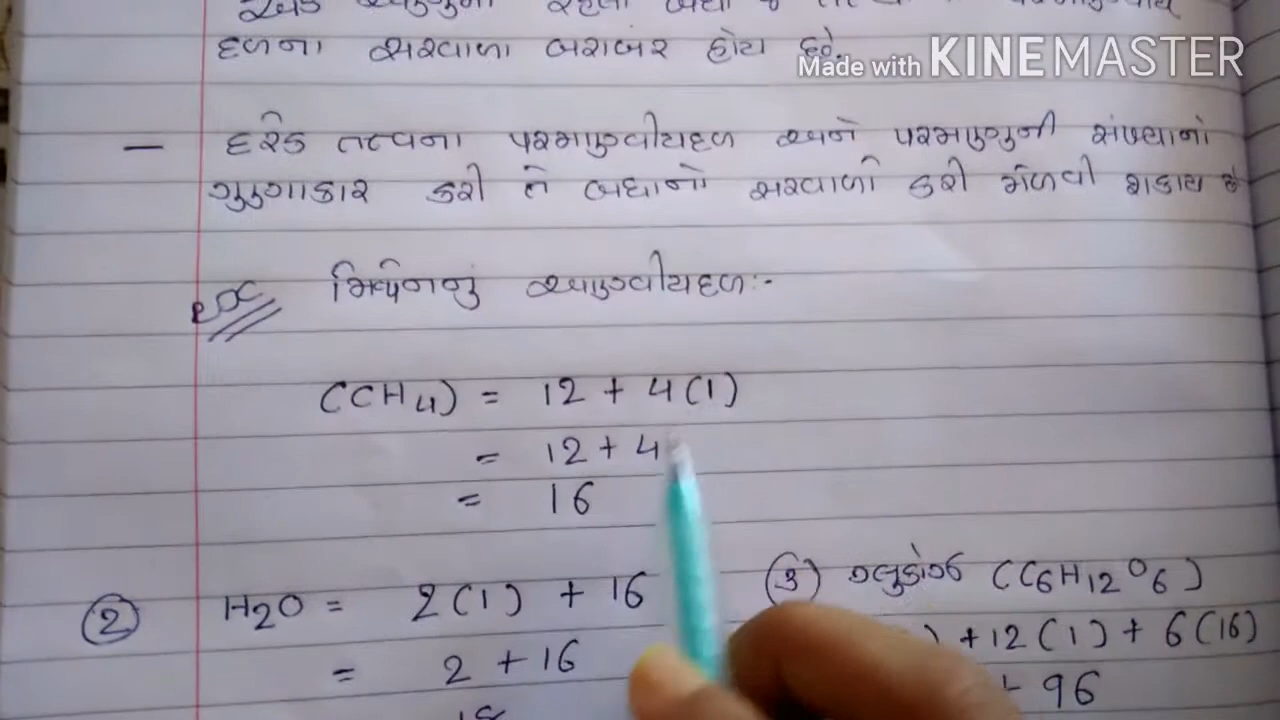 દળના સરવાળા બરાબર હોય છે.
Made with KINEMASTER
— દરેક તત્વના પરમાણ્વીયદળ અને પરમાણુની સંખ્યાનો
ગુણાકાર કરી તે બધાનો સરવાળો કરી મેળવી શકાય છે
મિથેનનું આણ્વીયદળ:-
(CH4) = 12 + 4(1)
= 12 + 4
= 16
② H2O = 2(1) + 16
= 2 + 16
18
③ ગ્લુકોઝ (C6H12O6)
) + 12(1) + 6(16)
+ 96